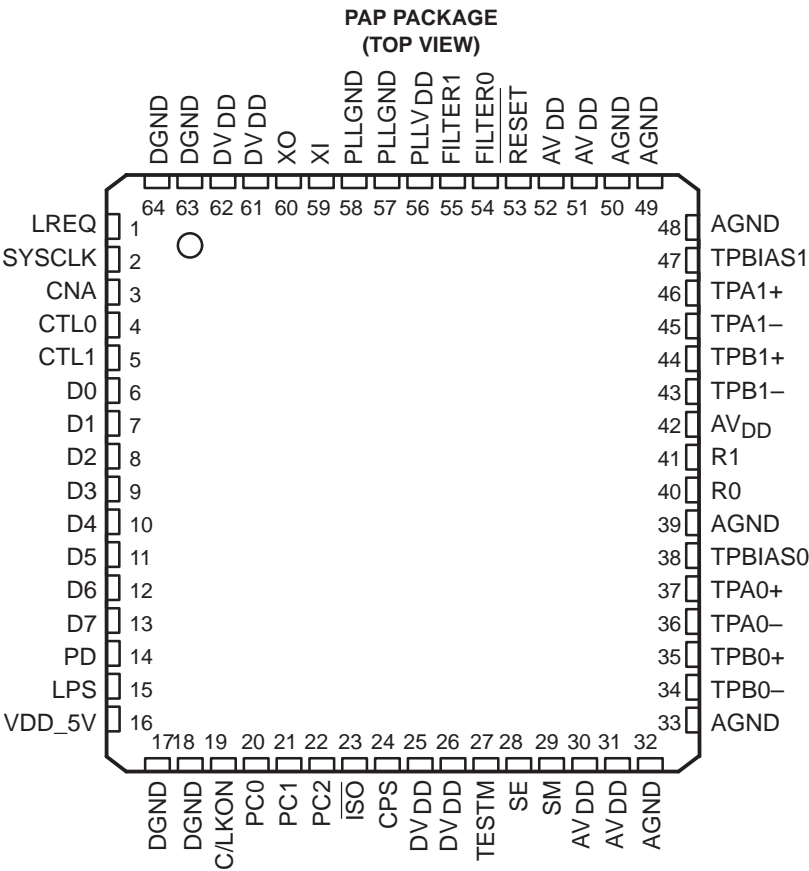 PAP PACKAGE
(TOP VIEW)
DGND
DGND
DVDD
DVDD
XO
XI
PLLGND
PLLGND
PLLVDD
FILTER1
FILTER0
RESET
AVDD
AVDD
AGND
AGND
64 63 62 61 60 59 58 57 56 55 54 53 52 51 50 49
LREQ 1
SYSCLK 2
CNA 3
CTL0 4
CTL1 5
D0 6
D1 7
D2 8
D3 9
D4 10
D5 11
D6 12
D7 13
PD 14
LPS 15
VDD_5V 16
48 AGND
47 TPBIAS1
46 TPA1+
45 TPA1–
44 TPB1+
43 TPB1–
42 AVDD
41 R1
40 R0
39 AGND
38 TPBIAS0
37 TPA0+
36 TPA0–
35 TPB0+
34 TPB0–
33 AGND
17 18 19 20 21 22 23 24 25 26 27 28 29 30 31 32
DGND
DGND
C/LKON
PC0
PC1
PC2
ISO
CPS
DVDD
DVDD
TESTM
SE
SM
AVDD
AVDD
AGND